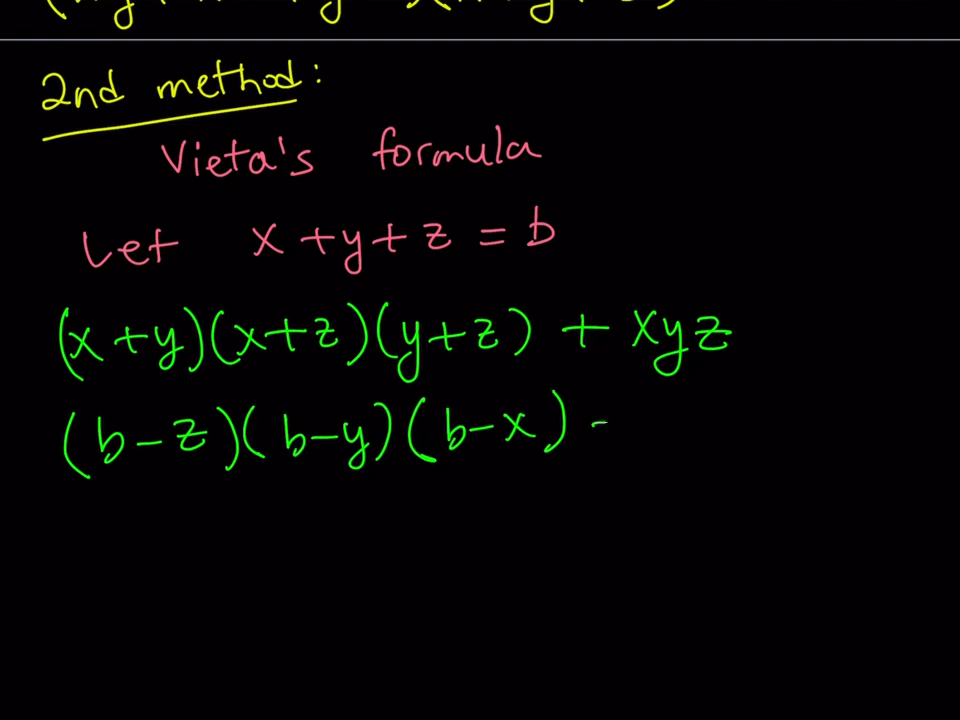 2nd method:
Vieta's formula
Let x+y+z=b
(x+y)(x+z)(y+z) + xyz
(b-z)(b-y)(b-x) -